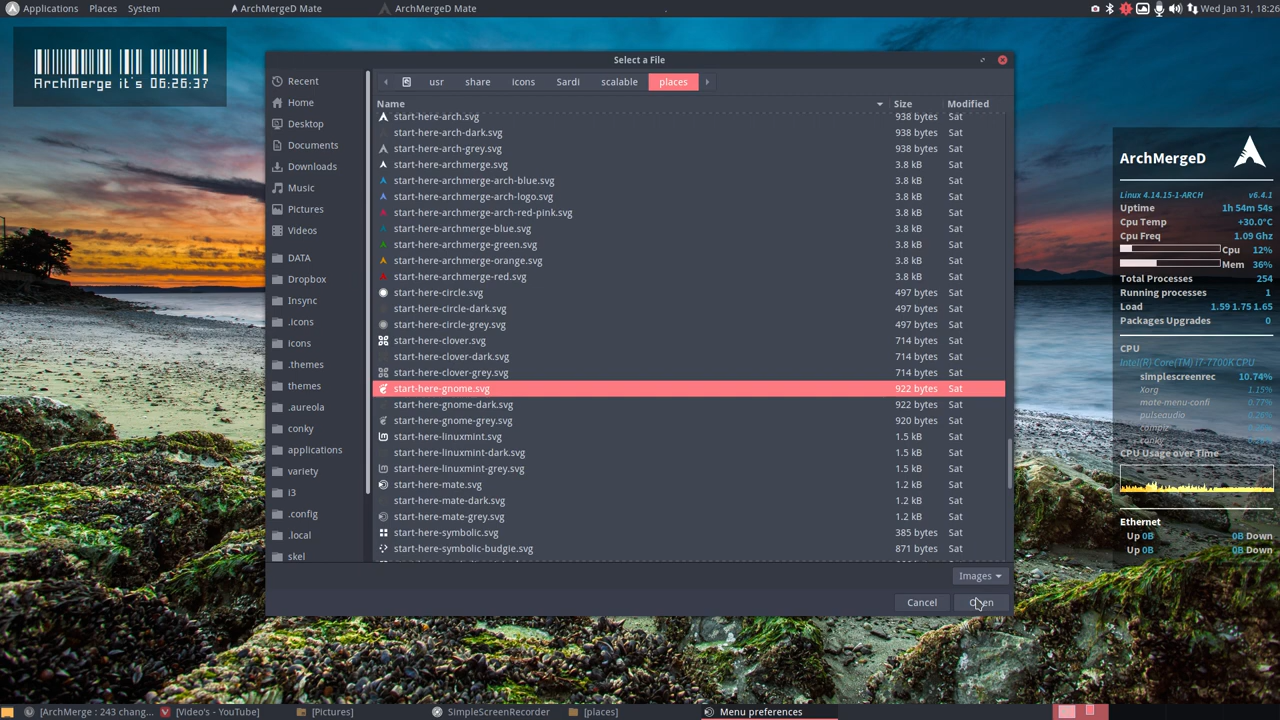 Applications Places System ArchMergeD Mate ArchMergeD Mate Wed Jan 31, 18:26
ArchMerge it's 06:26:37
Select a File
usr share icons Sardi scalable places
Recent
Home
Desktop
Documents
Downloads
Music
Pictures
Videos
DATA
Dropbox
Insync
.icons
icons
.themes
themes
.aureola
conky
applications
variety
i3
.config
.local
skel
Name Size Modified
start-here-arch.svg 938 bytes Sat
start-here-arch-dark.svg 938 bytes Sat
start-here-arch-grey.svg 938 bytes Sat
start-here-archmerge.svg 3.8 kB Sat
start-here-archmerge-arch-blue.svg 3.8 kB Sat
start-here-archmerge-arch-logo.svg 3.8 kB Sat
start-here-archmerge-arch-red-pink.svg 3.8 kB Sat
start-here-archmerge-blue.svg 3.8 kB Sat
start-here-archmerge-green.svg 3.8 kB Sat
start-here-archmerge-orange.svg 3.8 kB Sat
start-here-archmerge-red.svg 3.8 kB Sat
start-here-circle.svg 497 bytes Sat
start-here-circle-dark.svg 497 bytes Sat
start-here-circle-grey.svg 497 bytes Sat
start-here-clover.svg 714 bytes Sat
start-here-clover-dark.svg 714 bytes Sat
start-here-clover-grey.svg 714 bytes Sat
start-here-gnome.svg 922 bytes Sat
start-here-gnome-dark.svg 922 bytes Sat
start-here-gnome-grey.svg 920 bytes Sat
start-here-linuxmint.svg 1.5 kB Sat
start-here-linuxmint-dark.svg 1.5 kB Sat
start-here-linuxmint-grey.svg 1.5 kB Sat
start-here-mate.svg 1.2 kB Sat
start-here-mate-dark.svg 1.2 kB Sat
start-here-mate-grey.svg 1.2 kB Sat
start-here-symbolic.svg 385 bytes Sat
start-here-symbolic-budgie.svg 871 bytes Sat
Images
Cancel Open
ArchMergeD
Linux 4.14.15-1-ARCH v6.4.1
Uptime 1h 54m 54s
Cpu Temp +30.0°C
Cpu Freq 1.09 Ghz
Cpu 12%
Mem 36%
Total Processes 254
Running processes 1
Load 1.59 1.75 1.65
Packages Upgrades 0
CPU
Intel(R) Core(TM) i7-7700K CPU
simplescreenrec 10.74%
Xorg 1.15%
mate-menu-confi 0.77%
pulseaudio
compiz
conky
CPU Usage over Time
Ethernet
Up 0B 0B Down
Up 0B 0B Down
[ArchMerge : 243 chang... [Video's - YouTube] [Pictures] SimpleScreenRecorder [places] Menu preferences